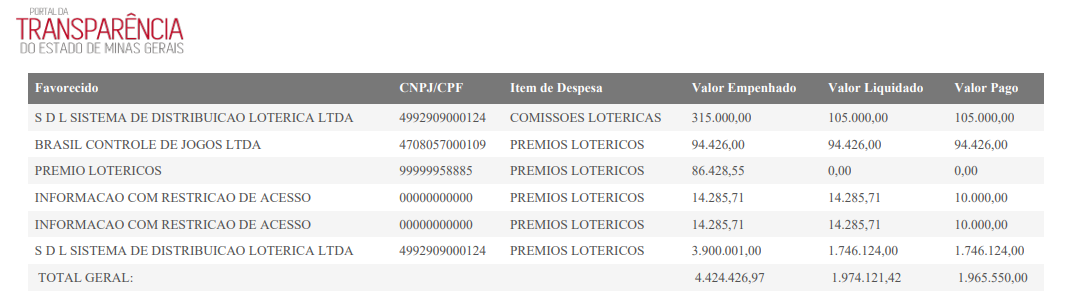 PORTAL DA
TRANSPARÊNCIA
DO ESTADO DE MINAS GERAIS
Favorecido CNPJ/CPF Item de Despesa Valor Empenhado Valor Liquidado Valor Pago
S D L SISTEMA DE DISTRIBUICAO LOTERICA LTDA 4992909000124 COMISSOES LOTERICAS 315.000,00 105.000,00 105.000,00
BRASIL CONTROLE DE JOGOS LTDA 4708057000109 PREMIOS LOTERICOS 94.426,00 94.426,00 94.426,00
PREMIO LOTERICOS 99999958885 PREMIOS LOTERICOS 86.428,55 0,00 0,00
INFORMACAO COM RESTRICAO DE ACESSO 00000000000 PREMIOS LOTERICOS 14.285,71 14.285,71 10.000,00
INFORMACAO COM RESTRICAO DE ACESSO 00000000000 PREMIOS LOTERICOS 14.285,71 14.285,71 10.000,00
S D L SISTEMA DE DISTRIBUICAO LOTERICA LTDA 4992909000124 PREMIOS LOTERICOS 3.900.001,00 1.746.124,00 1.746.124,00
TOTAL GERAL: 4.424.426,97 1.974.121,42 1.965.550,00